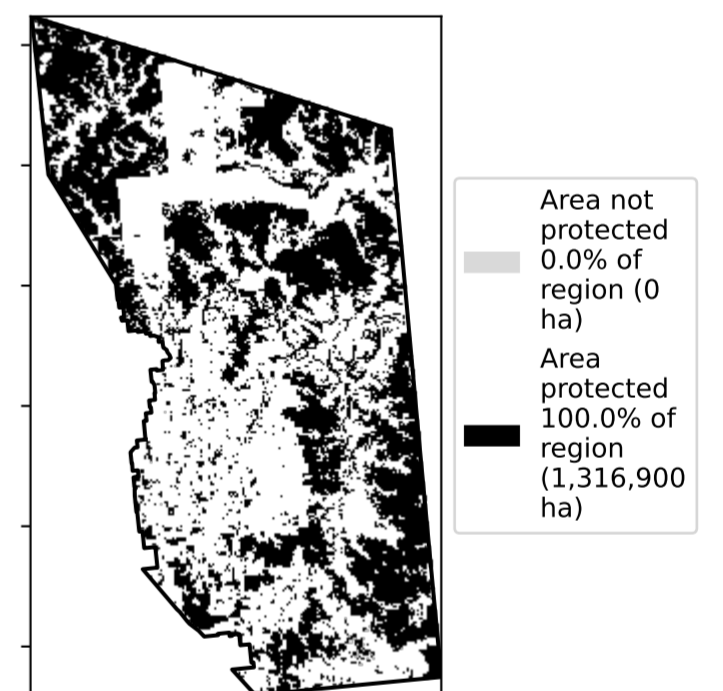 Area not
protected
0.0% of
region (0
ha)
Area
protected
100.0% of
region
(1,316,900
ha)